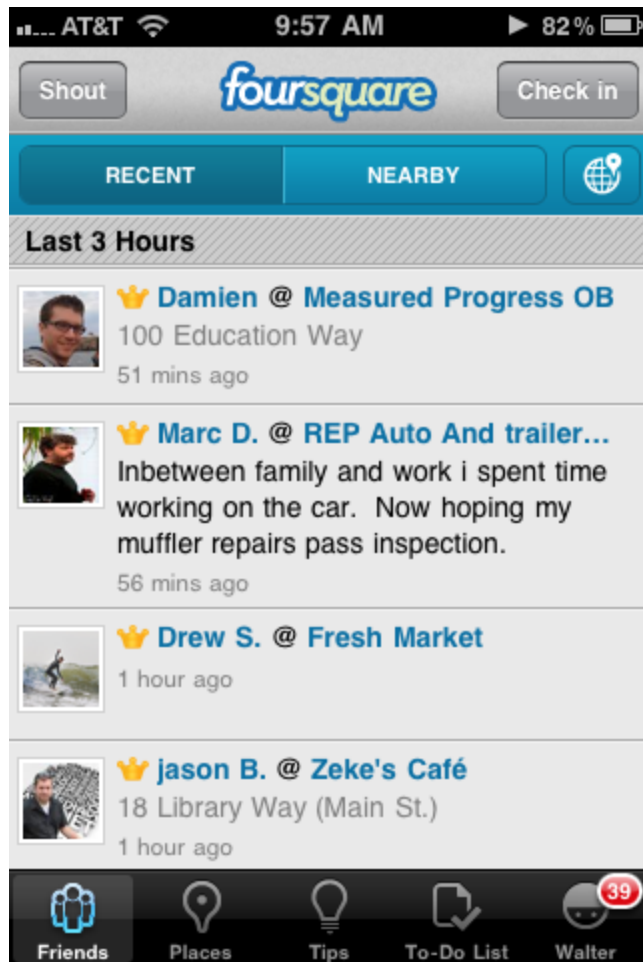 AT&T 9:57 AM 82%
Shout foursquare Check in
RECENT NEARBY
Last 3 Hours
Damien @ Measured Progress OB
100 Education Way
51 mins ago
Marc D. @ REP Auto And trailer...
Inbetween family and work i spent time
working on the car. Now hoping my
muffler repairs pass inspection.
56 mins ago
Drew S. @ Fresh Market
1 hour ago
jason B. @ Zeke's Café
18 Library Way (Main St.)
1 hour ago
39
Friends Places Tips To-Do List Walter